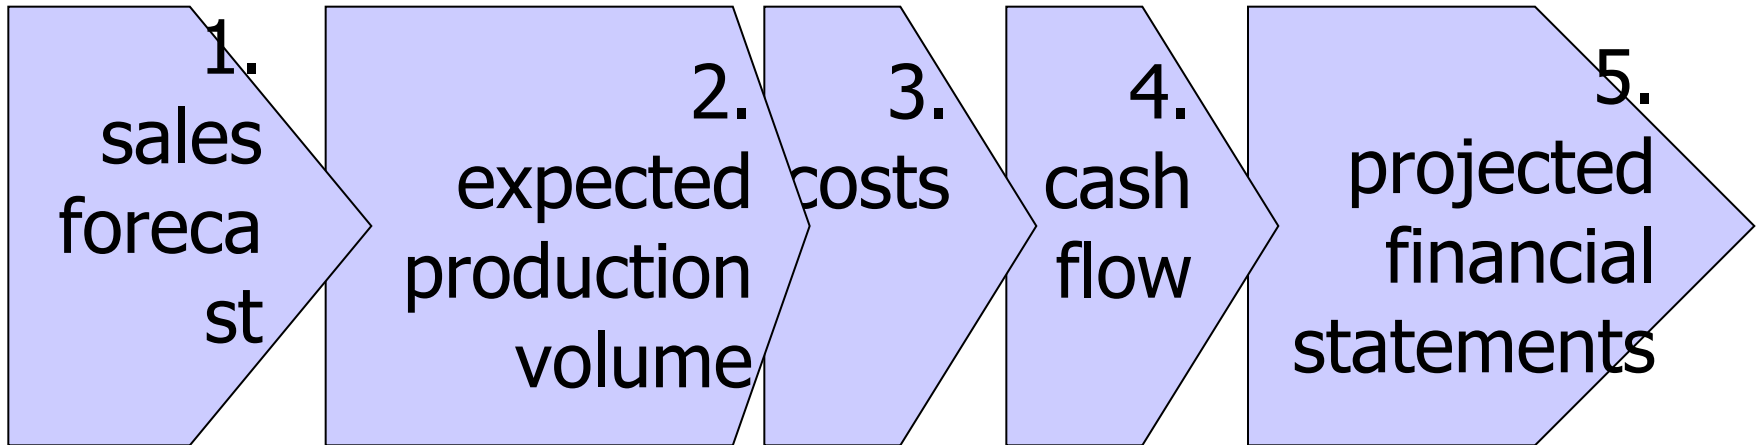 1.
sales
foreca
st
2.
expected
production
volume
3.
costs
4.
cash
flow
5.
projected
financial
statements